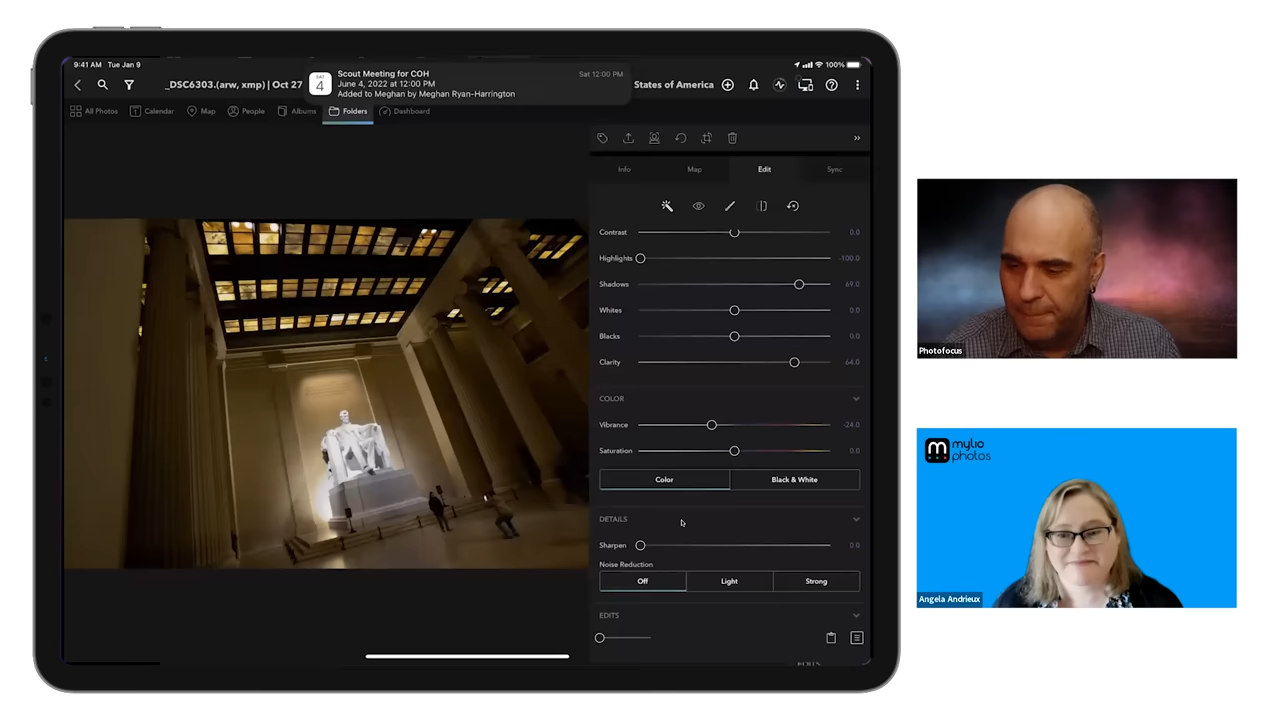 9:41 AM Tue Jan 9
100%
_DSC6303.(arw, xmp) | Oct 27
SAT
4
Scout Meeting for COH
Sat 12:00 PM
June 4, 2022 at 12:00 PM
Added to Meghan by Meghan Ryan-Harrington
States of America
All Photos
Calendar
Map
People
Albums
Folders
Dashboard
Info
Map
Edit
Sync
Contrast 0.0
Highlights -100.0
Shadows 69.0
Whites 0.0
Blacks 0.0
Clarity 64.0
COLOR
Vibrance -24.0
Saturation 0.0
Color
Black & White
DETAILS
Sharpen 0.0
Noise Reduction
Off
Light
Strong
EDITS
Photofocus
mylio
photos
Angela Andrieux